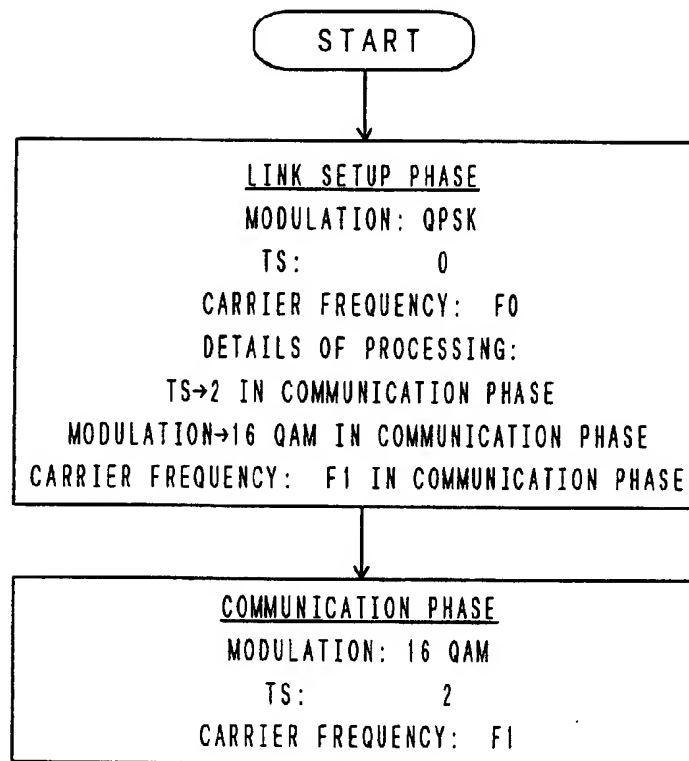 START
LINK SETUP PHASE
MODULATION: QPSK
TS: 0
CARRIER FREQUENCY: F0
DETAILS OF PROCESSING:
TS→2 IN COMMUNICATION PHASE
MODULATION→16 QAM IN COMMUNICATION PHASE
CARRIER FREQUENCY: F1 IN COMMUNICATION PHASE
COMMUNICATION PHASE
MODULATION: 16 QAM
TS: 2
CARRIER FREQUENCY: F1